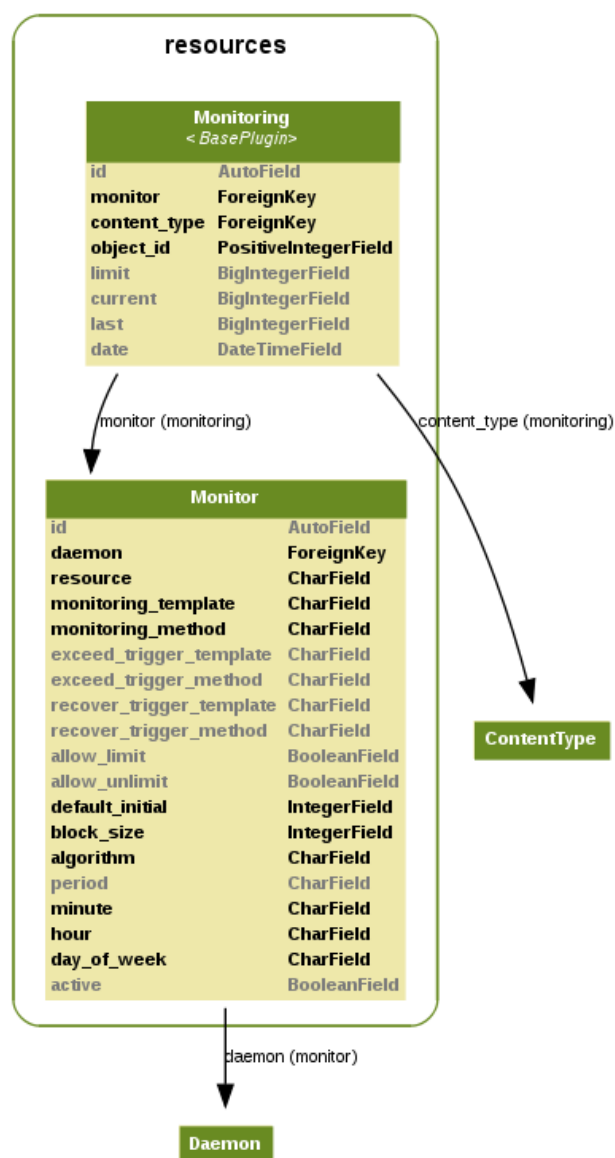 resources
Monitoring
<BasePlugin>
id AutoField
monitor ForeignKey
content_type ForeignKey
object_id PositiveIntegerField
limit BigIntegerField
current BigIntegerField
last BigIntegerField
date DateTimeField
monitor (monitoring)
content_type (monitoring)
Monitor
id AutoField
daemon ForeignKey
resource CharField
monitoring_template CharField
monitoring_method CharField
exceed_trigger_template CharField
exceed_trigger_method CharField
recover_trigger_template CharField
recover_trigger_method CharField
allow_limit BooleanField
allow_unlimit BooleanField
default_initial IntegerField
block_size IntegerField
algorithm CharField
period CharField
minute CharField
hour CharField
day_of_week CharField
active BooleanField
ContentType
daemon (monitor)
Daemon